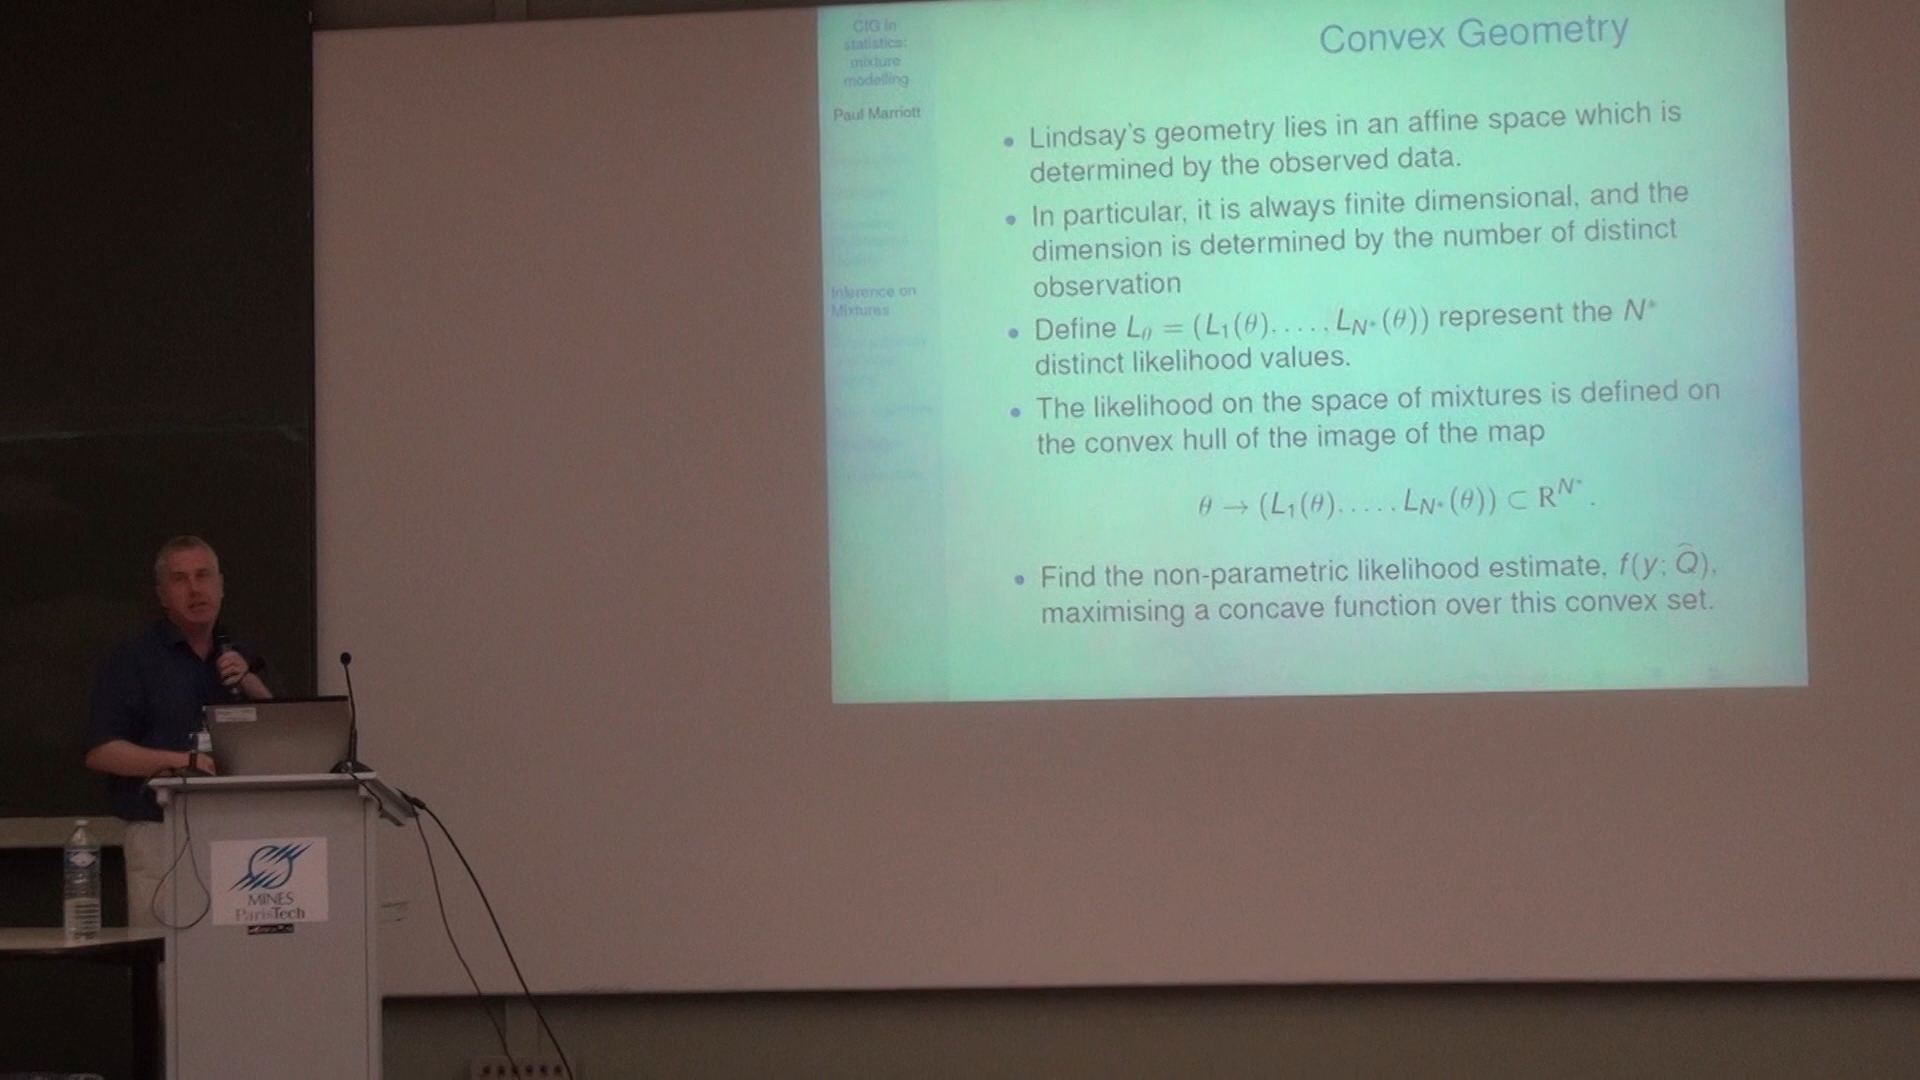 CIG in
statistics:
mixture
modelling
Paul Marriott
Inference on
Mixtures
Convex Geometry
• Lindsay's geometry lies in an affine space which is
determined by the observed data.
• In particular, it is always finite dimensional, and the
dimension is determined by the number of distinct
observation
• Define L_θ = (L₁(θ), . . . , L_{N*}(θ)) represent the N*
distinct likelihood values.
• The likelihood on the space of mixtures is defined on
the convex hull of the image of the map
θ → (L₁(θ), . . . . , L_{N*}(θ)) ⊂ R^{N*}.
• Find the non-parametric likelihood estimate, f(y; Q̂),
maximising a concave function over this convex set.
MINES
ParisTech